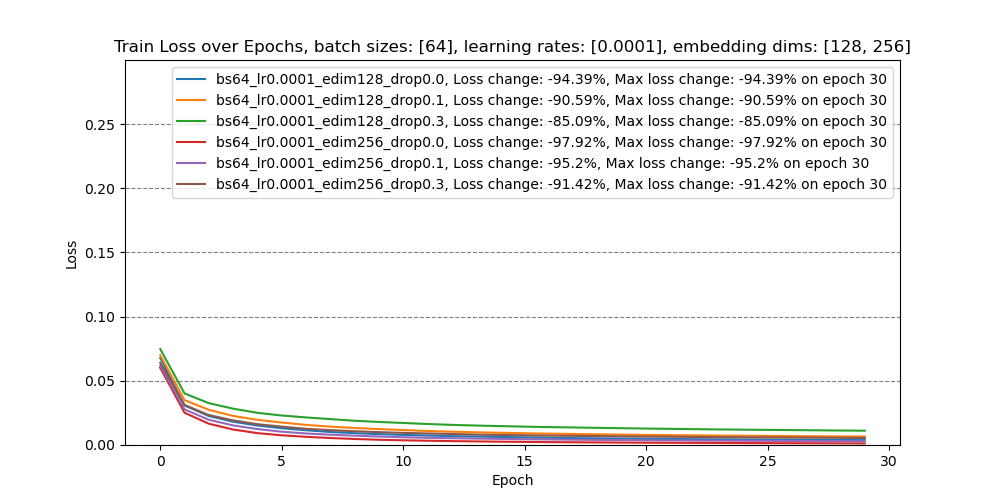 Train Loss over Epochs, batch sizes: [64], learning rates: [0.0001], embedding dims: [128, 256]
bs64_lr0.0001_edim128_drop0.0, Loss change: -94.39%, Max loss change: -94.39% on epoch 30
bs64_lr0.0001_edim128_drop0.1, Loss change: -90.59%, Max loss change: -90.59% on epoch 30
bs64_lr0.0001_edim128_drop0.3, Loss change: -85.09%, Max loss change: -85.09% on epoch 30
bs64_lr0.0001_edim256_drop0.0, Loss change: -97.92%, Max loss change: -97.92% on epoch 30
bs64_lr0.0001_edim256_drop0.1, Loss change: -95.2%, Max loss change: -95.2% on epoch 30
bs64_lr0.0001_edim256_drop0.3, Loss change: -91.42%, Max loss change: -91.42% on epoch 30
0.25
0.20
0.15
0.10
0.05
0.00
Loss
0 5 10 15 20 25 30
Epoch